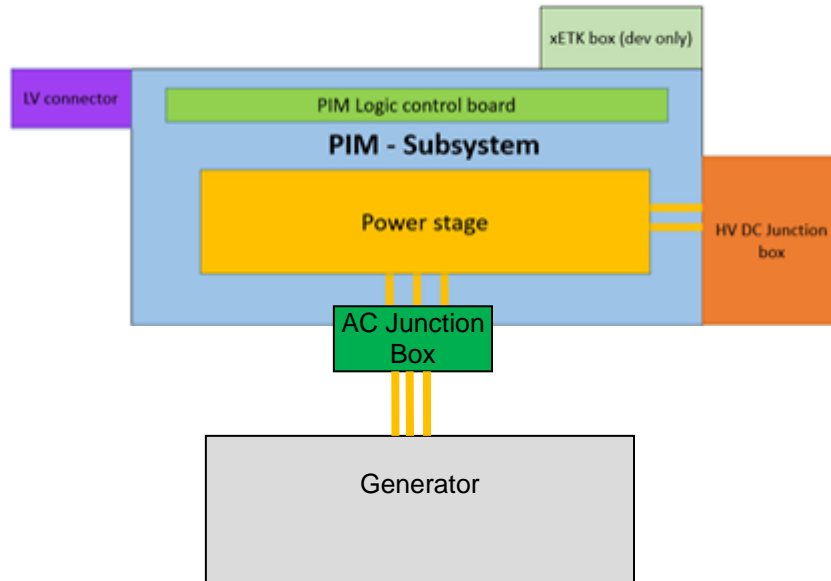 xETK box (dev only)
LV connector
PIM Logic control board
PIM - Subsystem
Power stage
HV DC Junction
box
AC Junction
Box
Generator